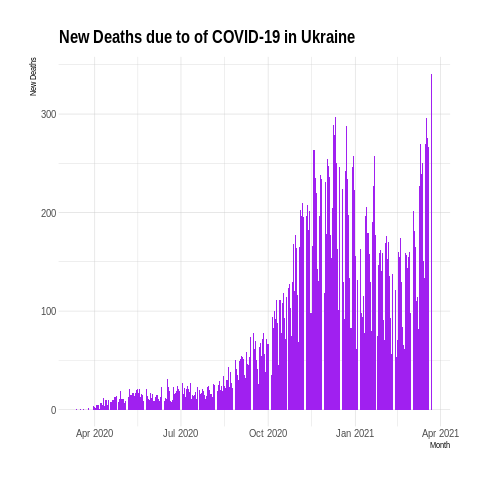 New Deaths due to of COVID-19 in Ukraine
New Deaths
300
200
100
0
Apr 2020 Jul 2020 Oct 2020 Jan 2021 Apr 2021
Month